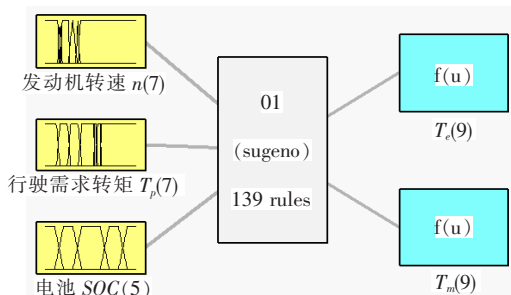 发动机转速 n(7)
行驶需求转矩 Tp(7)
电池 SOC(5)
01
(sugeno)
139 rules
f(u)
Te(9)
f(u)
Tm(9)